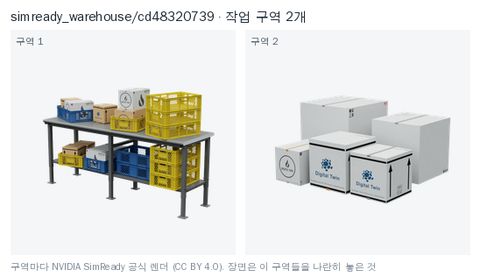 simready_warehouse/cd48320739 · 작업 구역 2개
구역 1
구역 2
Digital Twin
Digital Twin
구역마다 NVIDIA SimReady 공식 렌더 (CC BY 4.0). 장면은 이 구역들을 나란히 놓은 것